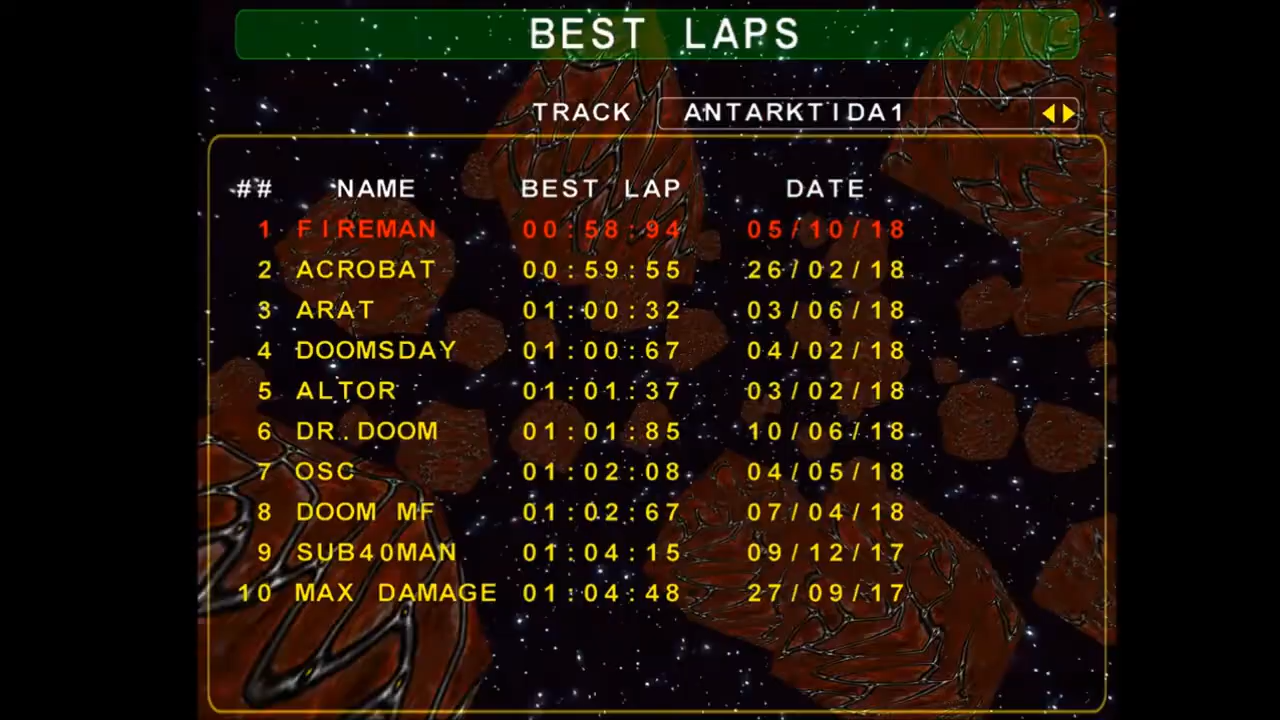 BEST LAPS
TRACK ANTARKTIDA1
## NAME BEST LAP DATE
1 FIREMAN 00:58:94 05/10/18
2 ACROBAT 00:59:55 26/02/18
3 ARAT 01:00:32 03/06/18
4 DOOMSDAY 01:00:67 04/02/18
5 ALTOR 01:01:37 03/02/18
6 DR.DOOM 01:01:85 10/06/18
7 OSC 01:02:08 04/05/18
8 DOOM MF 01:02:67 07/04/18
9 SUB40MAN 01:04:15 09/12/17
10 MAX DAMAGE 01:04:48 27/09/17